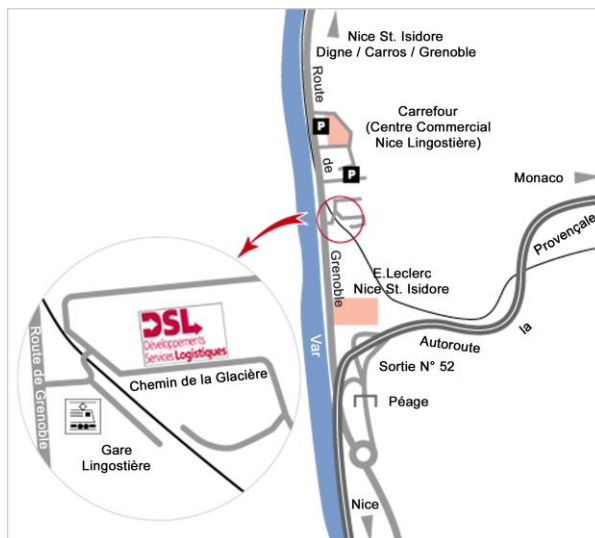 Nice St. Isidore
Digne / Carros / Grenoble
Route
de
Grenoble
P
Carrefour
(Centre Commercial
Nice Lingostière)
P
Monaco
Provençale
la
Autoroute
E.Leclerc
Nice St. Isidore
Var
Sortie N° 52
Péage
Nice
DSL
Développements
Services Logistiques
Chemin de la Glacière
Route de Grenoble
Gare
Lingostière